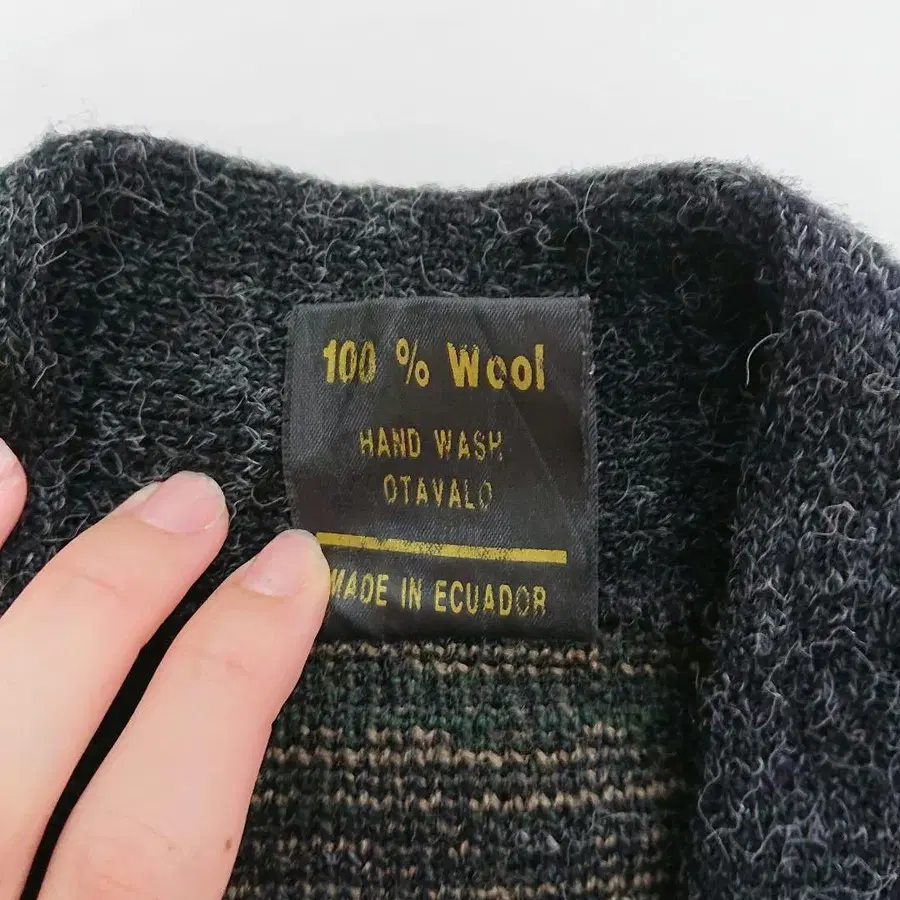 100 % Wool
HAND WASH
OTAVALO
MADE IN ECUADOR